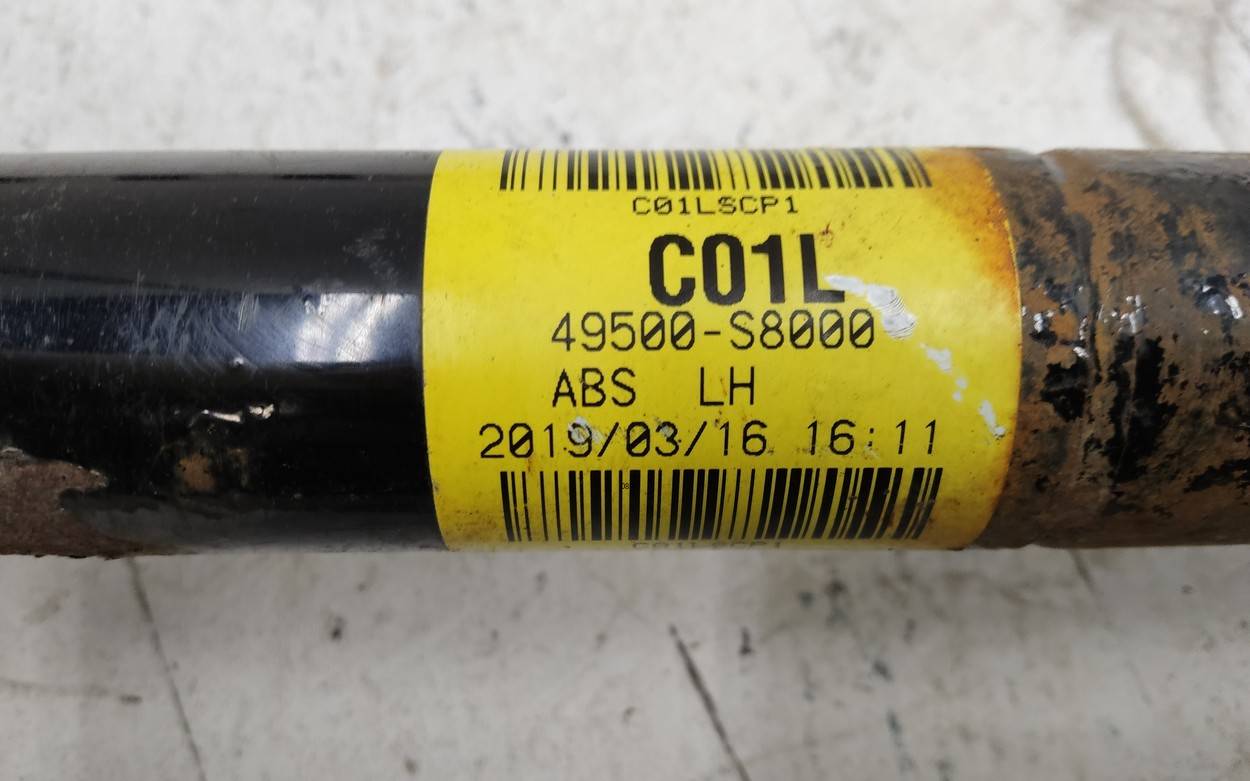 C01LSCP1
C01L
49500-S8000
ABS LH
2019/03/16 16:11